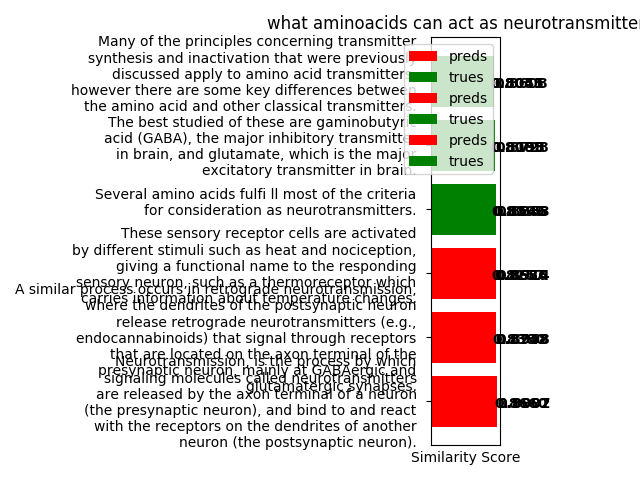 what aminoacids can act as neurotransmitter
Many of the principles concerning transmitter
synthesis and inactivation that were previously
discussed apply to amino acid transmitters,
however there are some key differences between
the amino acid and other classical transmitters.
The best studied of these are gaminobutyric
acid (GABA), the major inhibitory transmitter
in brain, and glutamate, which is the major
excitatory transmitter in brain.
Several amino acids fulfi ll most of the criteria
for consideration as neurotransmitters.
These sensory receptor cells are activated
by different stimuli such as heat and nociception,
giving a functional name to the responding
sensory neuron, such as a thermoreceptor which
carries information about temperature changes.
A similar process occurs in retrograde neurotransmission,
where the dendrites of the postsynaptic neuron
release retrograde neurotransmitters (e.g.,
endocannabinoids) that signal through receptors
that are located on the axon terminal of the
presynaptic neuron, mainly at GABAergic and
glutamatergic synapses.
Neurotransmission, is the process by which
signaling molecules called neurotransmitters
are released by the axon terminal of a neuron
(the presynaptic neuron), and bind to and react
with the receptors on the dendrites of another
neuron (the postsynaptic neuron).
preds
trues
preds
trues
preds
trues
Similarity Score